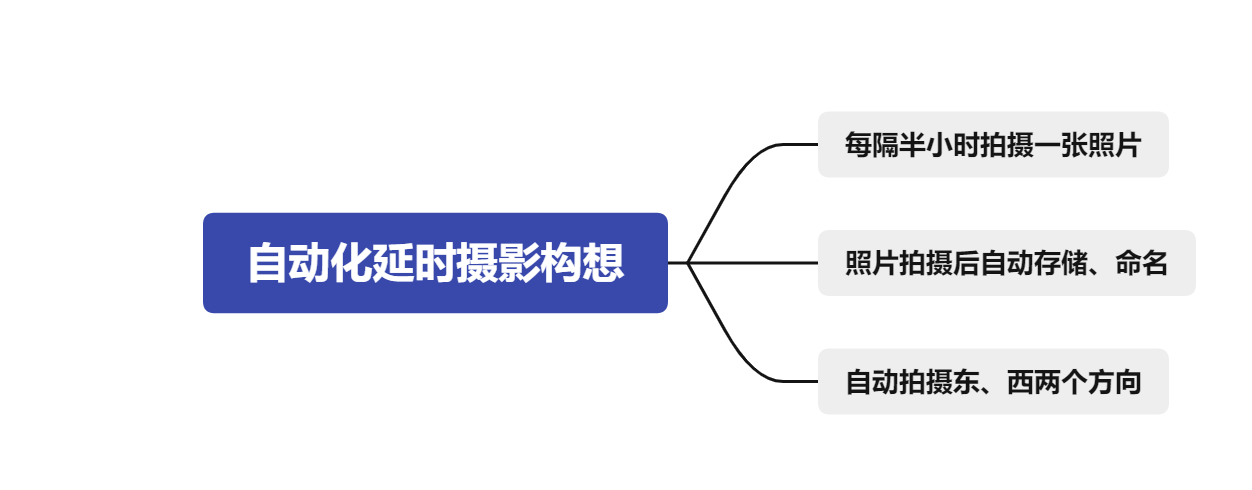 自动化延时摄影构想
每隔半小时拍摄一张照片
照片拍摄后自动存储、命名
自动拍摄东、西两个方向